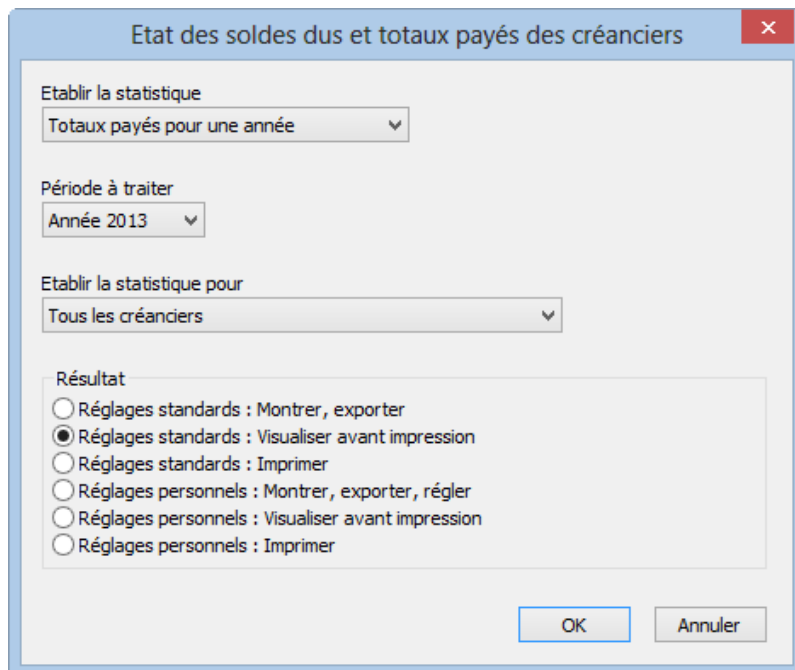 Etat des soldes dus et totaux payés des créanciers
Etablir la statistique
Totaux payés pour une année
Période à traiter
Année 2013
Etablir la statistique pour
Tous les créanciers
Résultat
Réglages standards : Montrer, exporter
Réglages standards : Visualiser avant impression
Réglages standards : Imprimer
Réglages personnels : Montrer, exporter, régler
Réglages personnels : Visualiser avant impression
Réglages personnels : Imprimer
OK Annuler